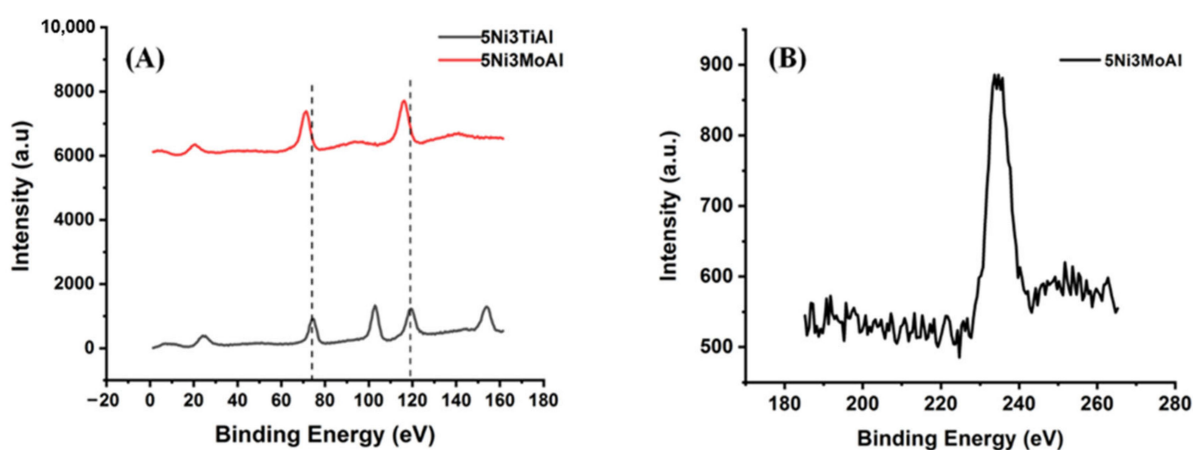 (A)
5Ni3TiAl
5Ni3MoAl
Intensity (a.u)
10,000
8000
6000
4000
2000
0
−20 0 20 40 60 80 100 120 140 160 180
Binding Energy (eV)
(B)
5Ni3MoAl
Intensity (a.u.)
900
800
700
600
500
180 200 220 240 260 280
Binding Energy (eV)